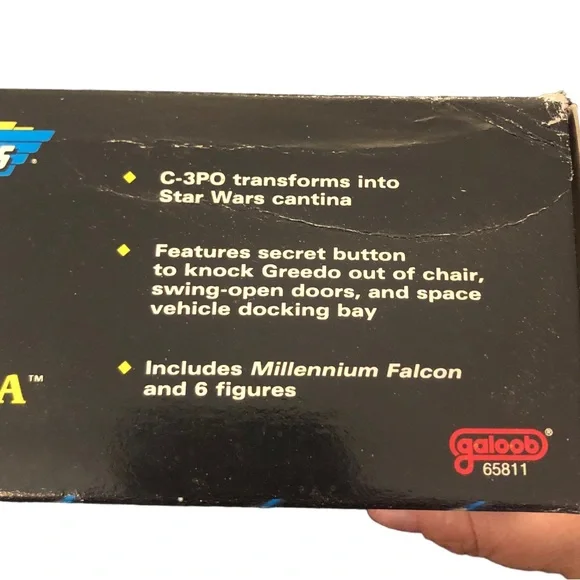 S®
C-3PO transforms into
Star Wars cantina
Features secret button
to knock Greedo out of chair,
swing-open doors, and space
vehicle docking bay
A™
Includes Millennium Falcon
and 6 figures
galoob®
65811